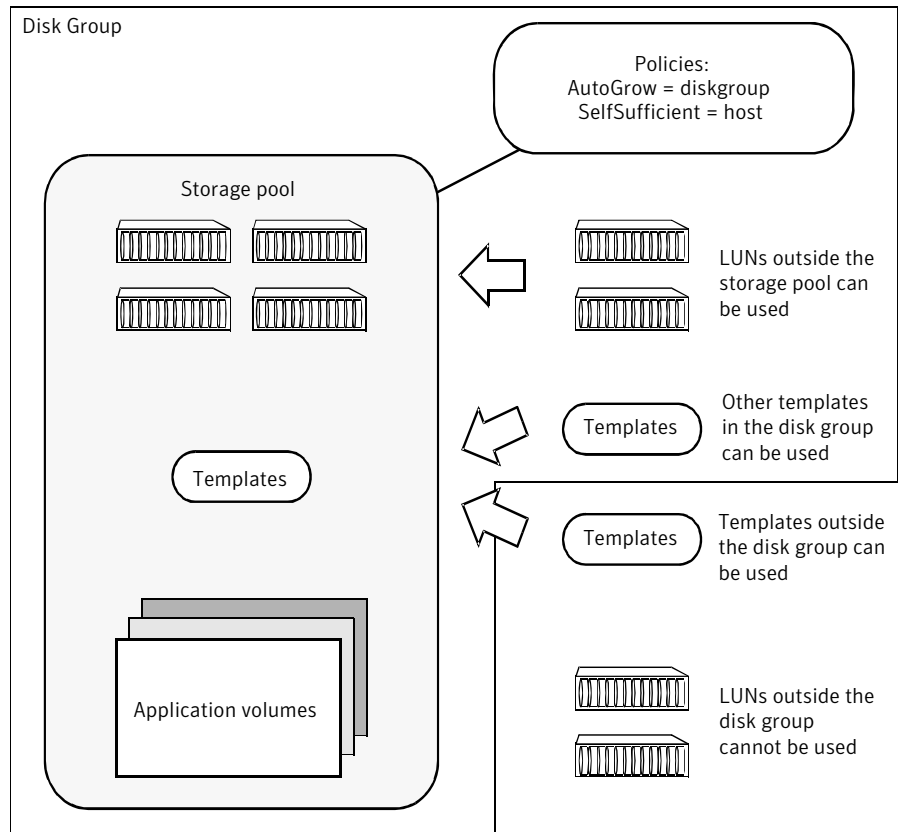 Disk Group
Policies:
AutoGrow = diskgroup
SelfSufficient = host
Storage pool
LUNs outside the
storage pool can
be used
Templates
Other templates
in the disk group
can be used
Templates
Templates
Templates outside
the disk group can
be used
Application volumes
LUNs outside the
disk group
cannot be used